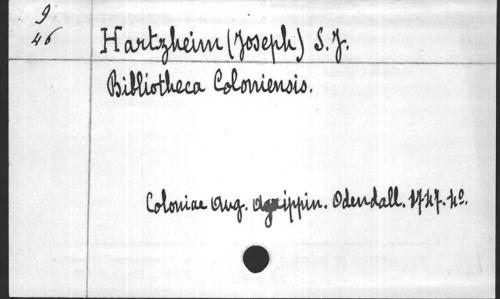 9
46
Hartzheim (Joseph) S. J.
Bibliotheca Coloniensis.
Coloniae Aug. Agrippin. Odendall. 1747. 4o.